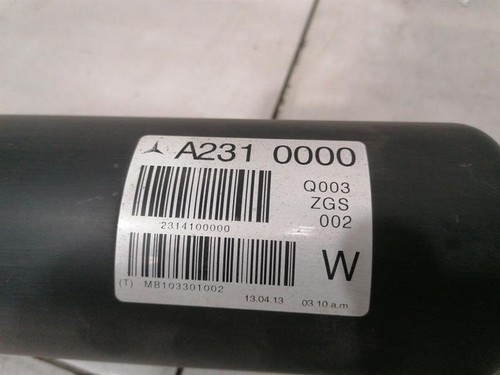 A231 0000
Q003
ZGS
002
2314100000
W
(T) MB103301002
13.04.13 03.10.a.m